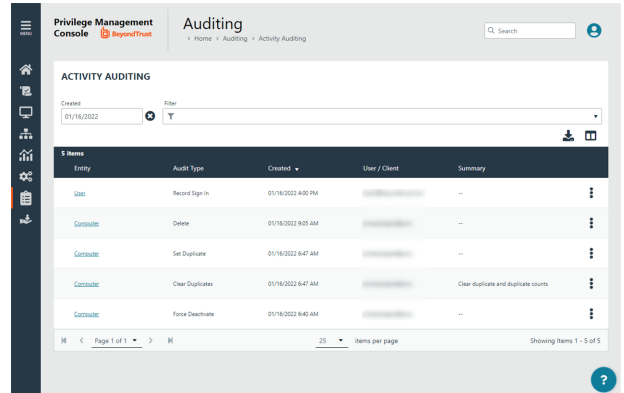 MENU
Privilege Management
Console BeyondTrust
Auditing
> Home > Auditing > Activity Auditing
Search
ACTIVITY AUDITING
Created
Filter
01/16/2022
5 items
Entity Audit Type Created User / Client Summary
User Record Sign In 01/16/2022 4:00 PM --
Computer Delete 01/16/2022 9:05 AM --
Computer Set Duplicate 01/16/2022 6:47 AM --
Computer Clear Duplicates 01/16/2022 6:47 AM Clear duplicate and duplicate counts
Computer Force Deactivate 01/16/2022 6:40 AM --
Page 1 of 1 25 items per page Showing Items 1 - 5 of 5
?